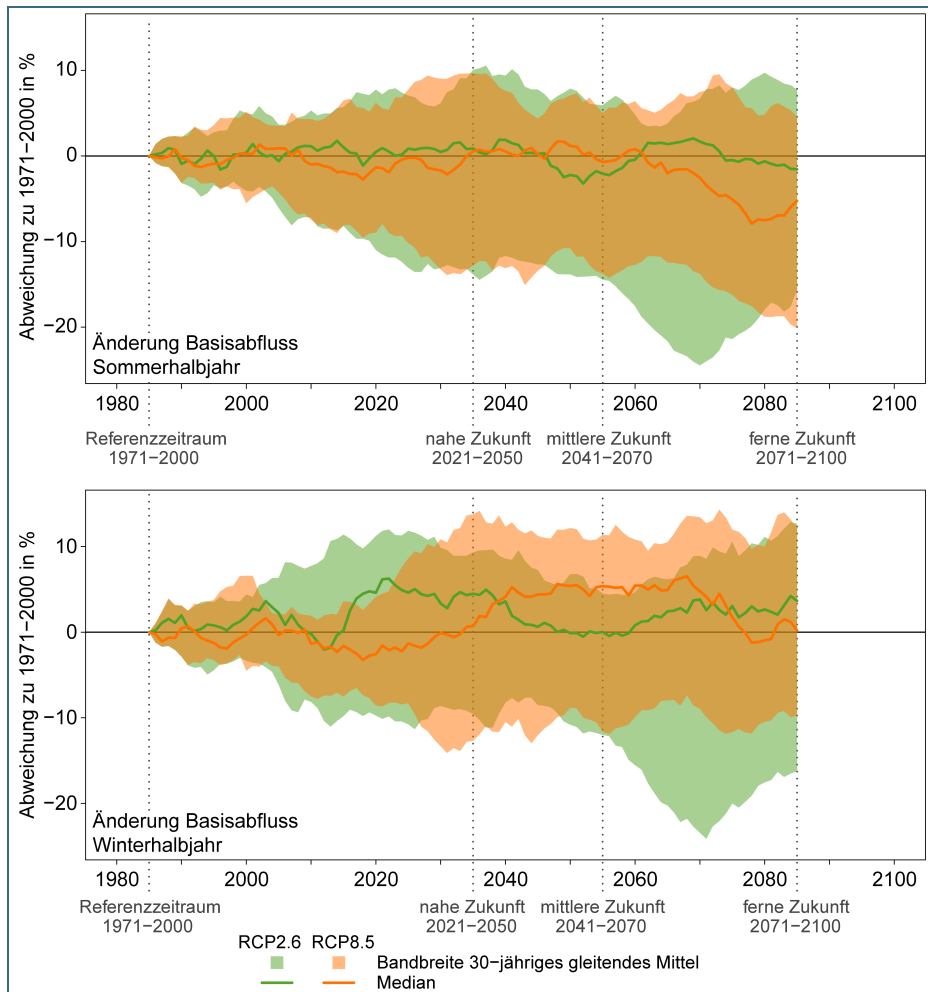 Abweichung zu 1971−2000 in %
10
0
−10
−20
Änderung Basisabfluss
Sommerhalbjahr
1980 2000 2020 2040 2060 2080 2100
Referenzzeitraum nahe Zukunft mittlere Zukunft ferne Zukunft
1971−2000 2021−2050 2041−2070 2071−2100
Abweichung zu 1971−2000 in %
10
0
−10
−20
Änderung Basisabfluss
Winterhalbjahr
1980 2000 2020 2040 2060 2080 2100
Referenzzeitraum nahe Zukunft mittlere Zukunft ferne Zukunft
1971−2000 2021−2050 2041−2070 2071−2100
RCP2.6 RCP8.5
Bandbreite 30−jähriges gleitendes Mittel
Median